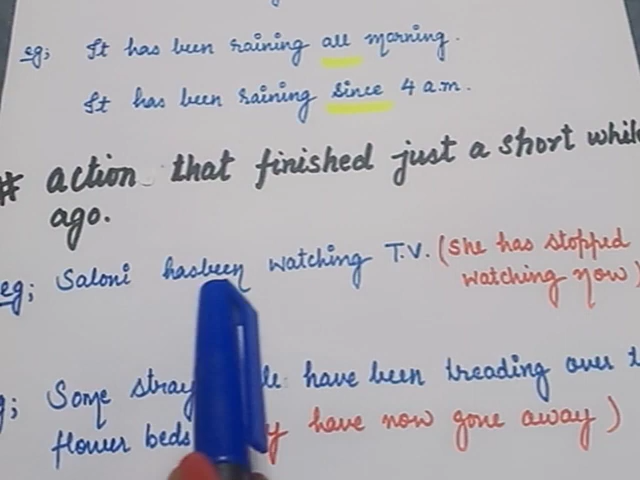 eg; It has been raining all morning.
It has been raining since 4 a.m.
# action that finished just a short while
ago.
eg; Saloni hasbeen watching T.V. (she has stopped
watching now)
Some stray have been treading over
flower beds have now gone away)